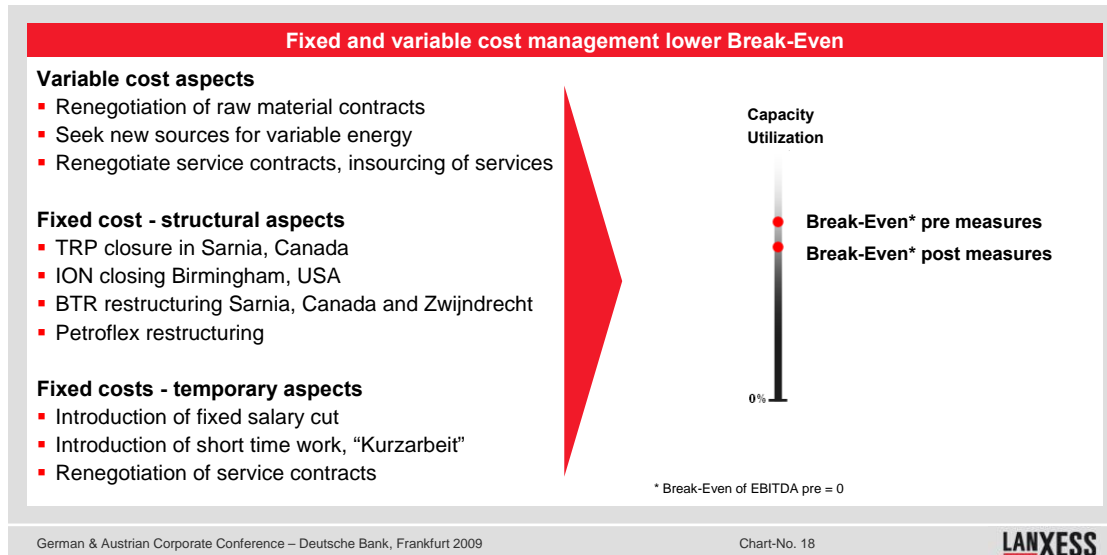 Fixed and variable cost management lower Break-Even
Variable cost aspects
Renegotiation of raw material contracts
Seek new sources for variable energy
Renegotiate service contracts, insourcing of services
Fixed cost - structural aspects
TRP closure in Sarnia, Canada
ION closing Birmingham, USA
BTR restructuring Sarnia, Canada and Zwijndrecht
Petroflex restructuring
Fixed costs - temporary aspects
Introduction of fixed salary cut
Introduction of short time work, “Kurzarbeit”
Renegotiation of service contracts
Capacity
Utilization
Break-Even* pre measures
Break-Even* post measures
0%
* Break-Even of EBITDA pre = 0
German & Austrian Corporate Conference – Deutsche Bank, Frankfurt 2009
Chart-No. 18
LANXESS